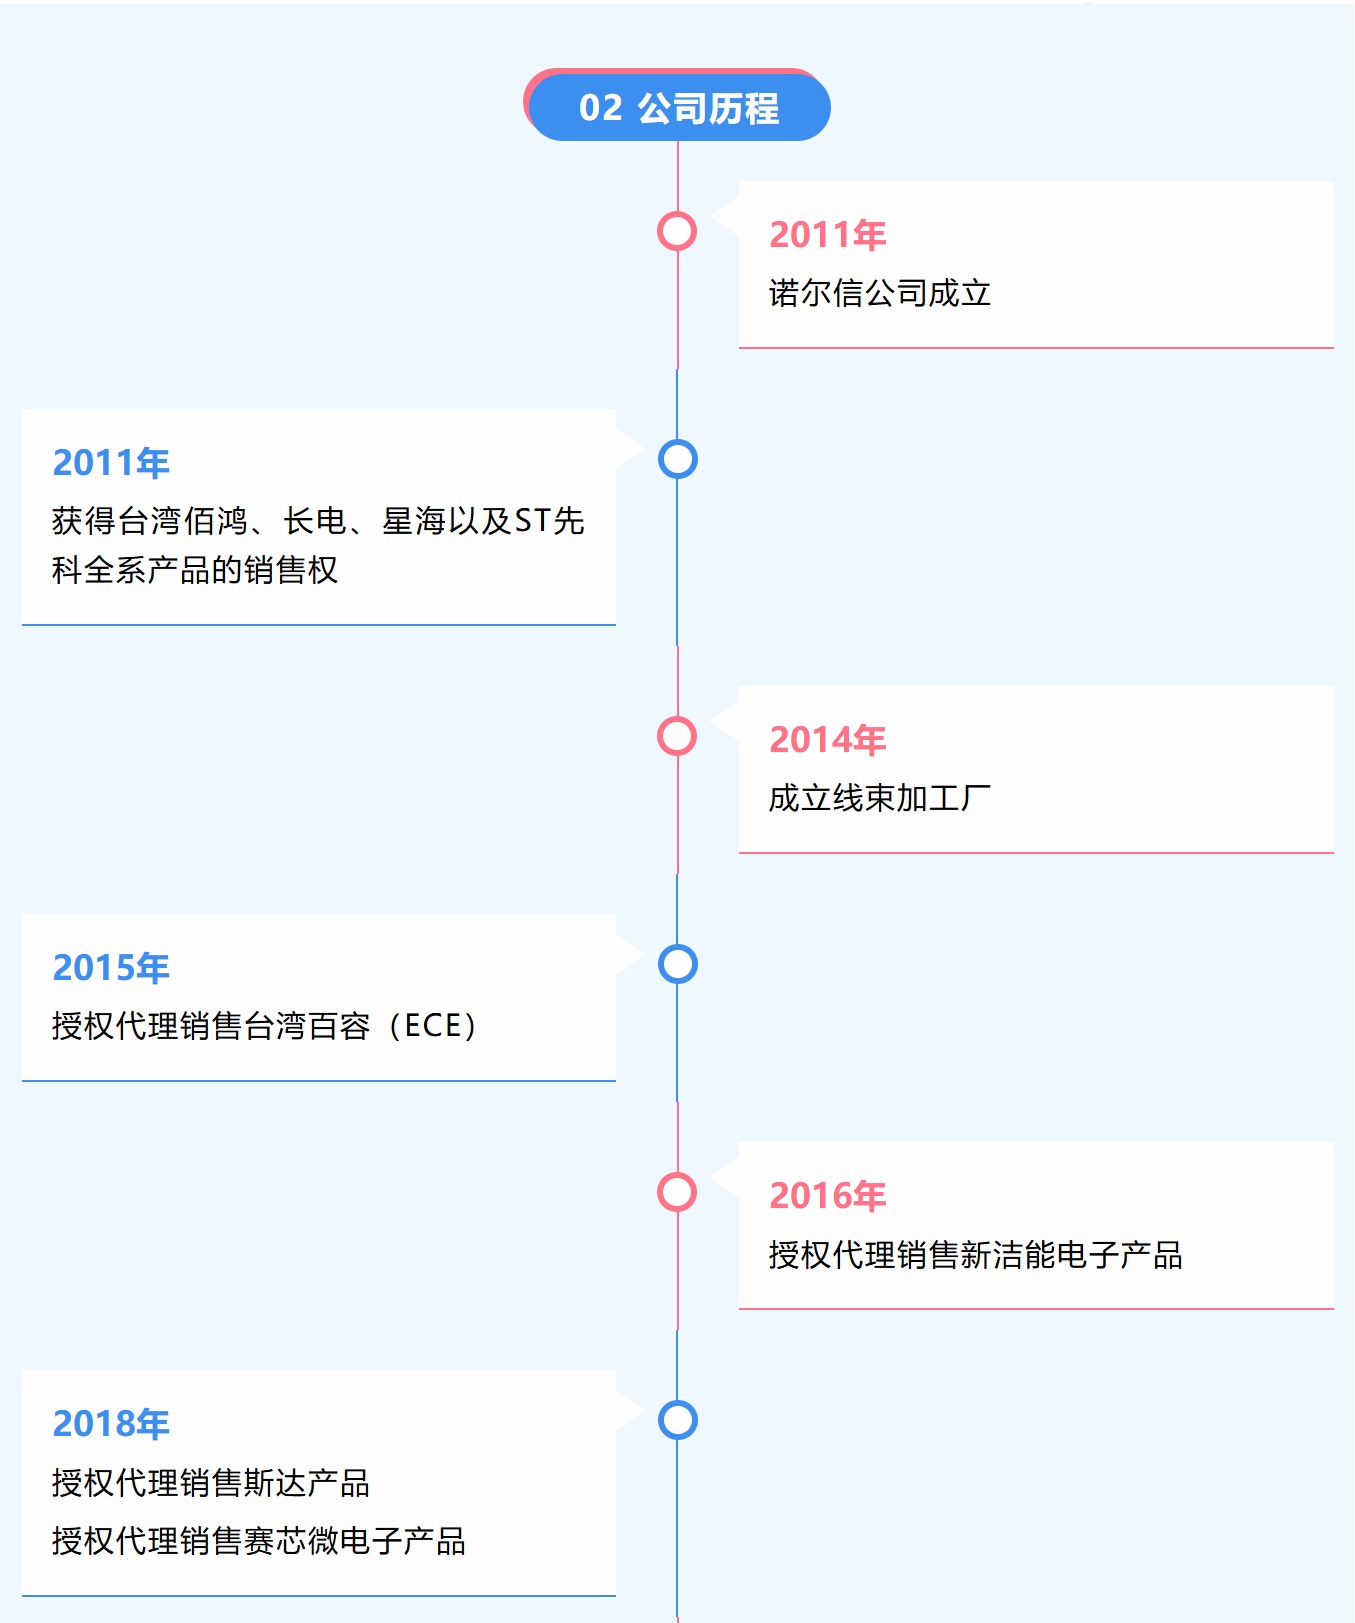 02 公司历程
2011年
诺尔信公司成立
2011年
获得台湾佰鸿、长电、星海以及ST先
科全系产品的销售权
2014年
成立线束加工厂
2015年
授权代理销售台湾百容（ECE）
2016年
授权代理销售新洁能电子产品
2018年
授权代理销售斯达产品
授权代理销售赛芯微电子产品